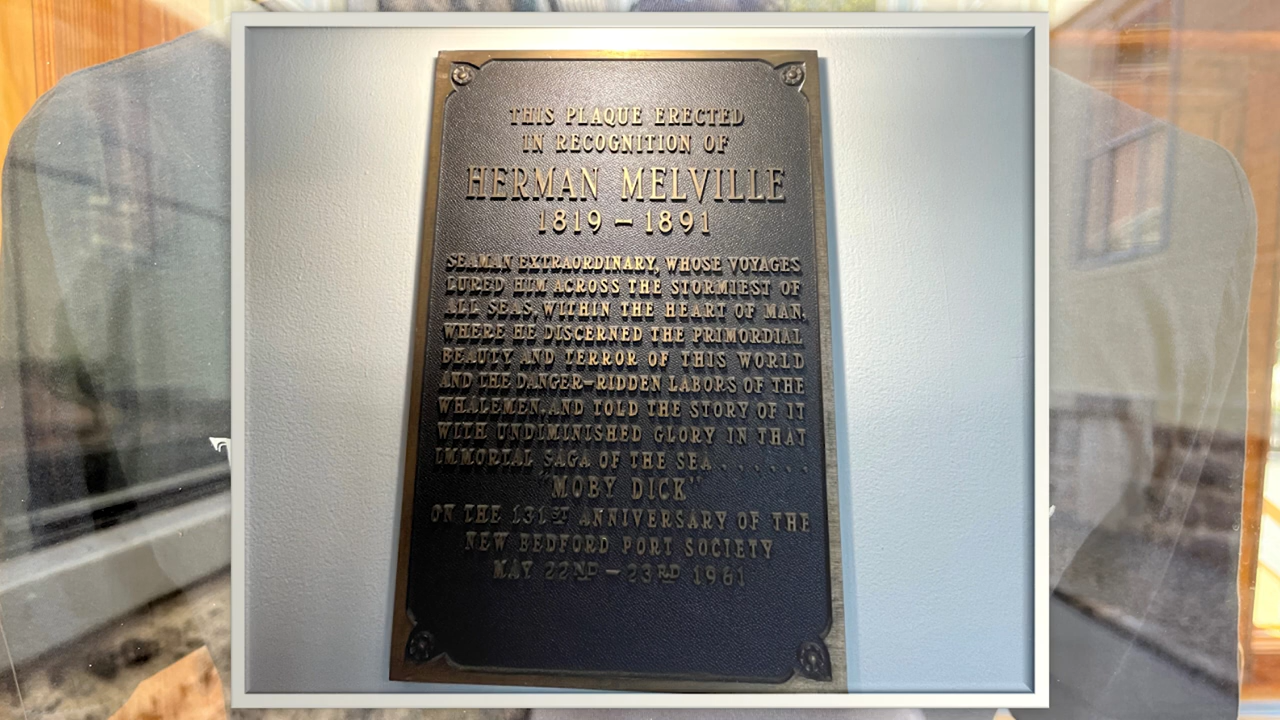 THIS PLAQUE ERECTED
IN RECOGNITION OF
HERMAN MELVILLE
1819 – 1891
SEAMAN EXTRAORDINARY, WHOSE VOYAGES
LURED HIM ACROSS THE STORMIEST OF
ALL SEAS, WITHIN THE HEART OF MAN,
WHERE HE DISCERNED THE PRIMORDIAL
BEAUTY AND TERROR OF THIS WORLD
AND THE DANGER-RIDDEN LABORS OF THE
WHALEMEN, AND TOLD THE STORY OF IT
WITH UNDIMINISHED GLORY IN THAT
IMMORTAL SAGA OF THE SEA . . . . . .
"MOBY DICK"
ON THE 131ST ANNIVERSARY OF THE
NEW BEDFORD PORT SOCIETY
MAY 22ND – 23RD 1961